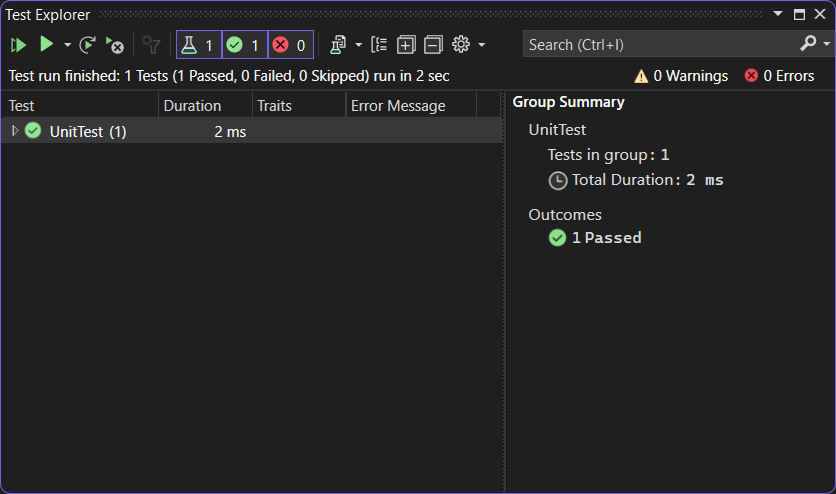 Test Explorer
1 1 0
Search (Ctrl+I)
Test run finished: 1 Tests (1 Passed, 0 Failed, 0 Skipped) run in 2 sec
0 Warnings
0 Errors
Test Duration Traits Error Message
UnitTest (1) 2 ms
Group Summary
UnitTest
Tests in group: 1
Total Duration: 2 ms
Outcomes
1 Passed